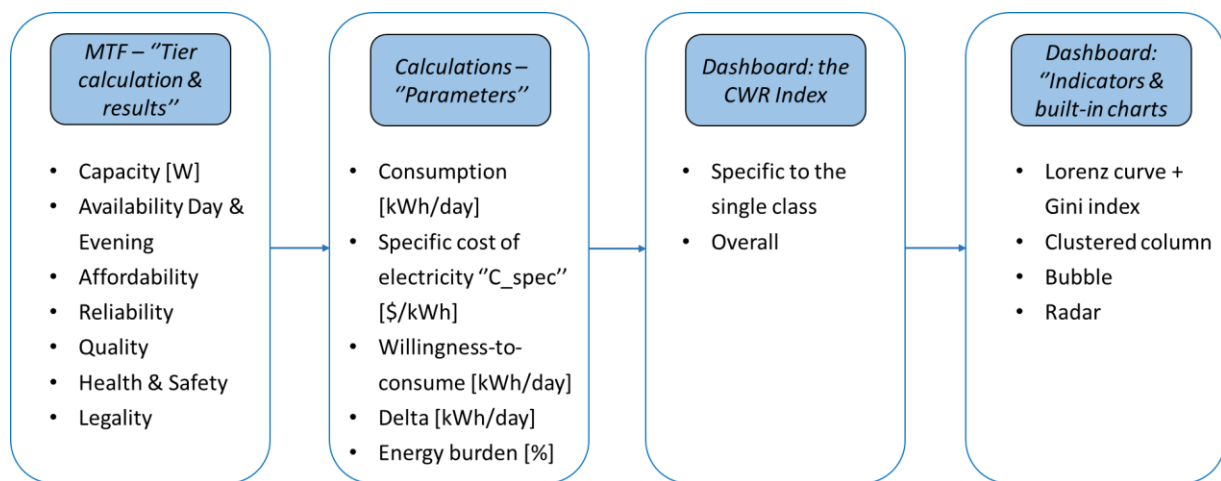 MTF – ‘’Tier
calculation &
results’’
• Capacity [W]
• Availability Day &
Evening
• Affordability
• Reliability
• Quality
• Health & Safety
• Legality
Calculations –
‘’Parameters’’
• Consumption
[kWh/day]
• Specific cost of
electricity ‘’C_spec’’
[$/kWh]
• Willingness-to-
consume [kWh/day]
• Delta [kWh/day]
• Energy burden [%]
Dashboard: the
CWR Index
• Specific to the
single class
• Overall
Dashboard:
‘’Indicators &
built-in charts
• Lorenz curve +
Gini index
• Clustered column
• Bubble
• Radar